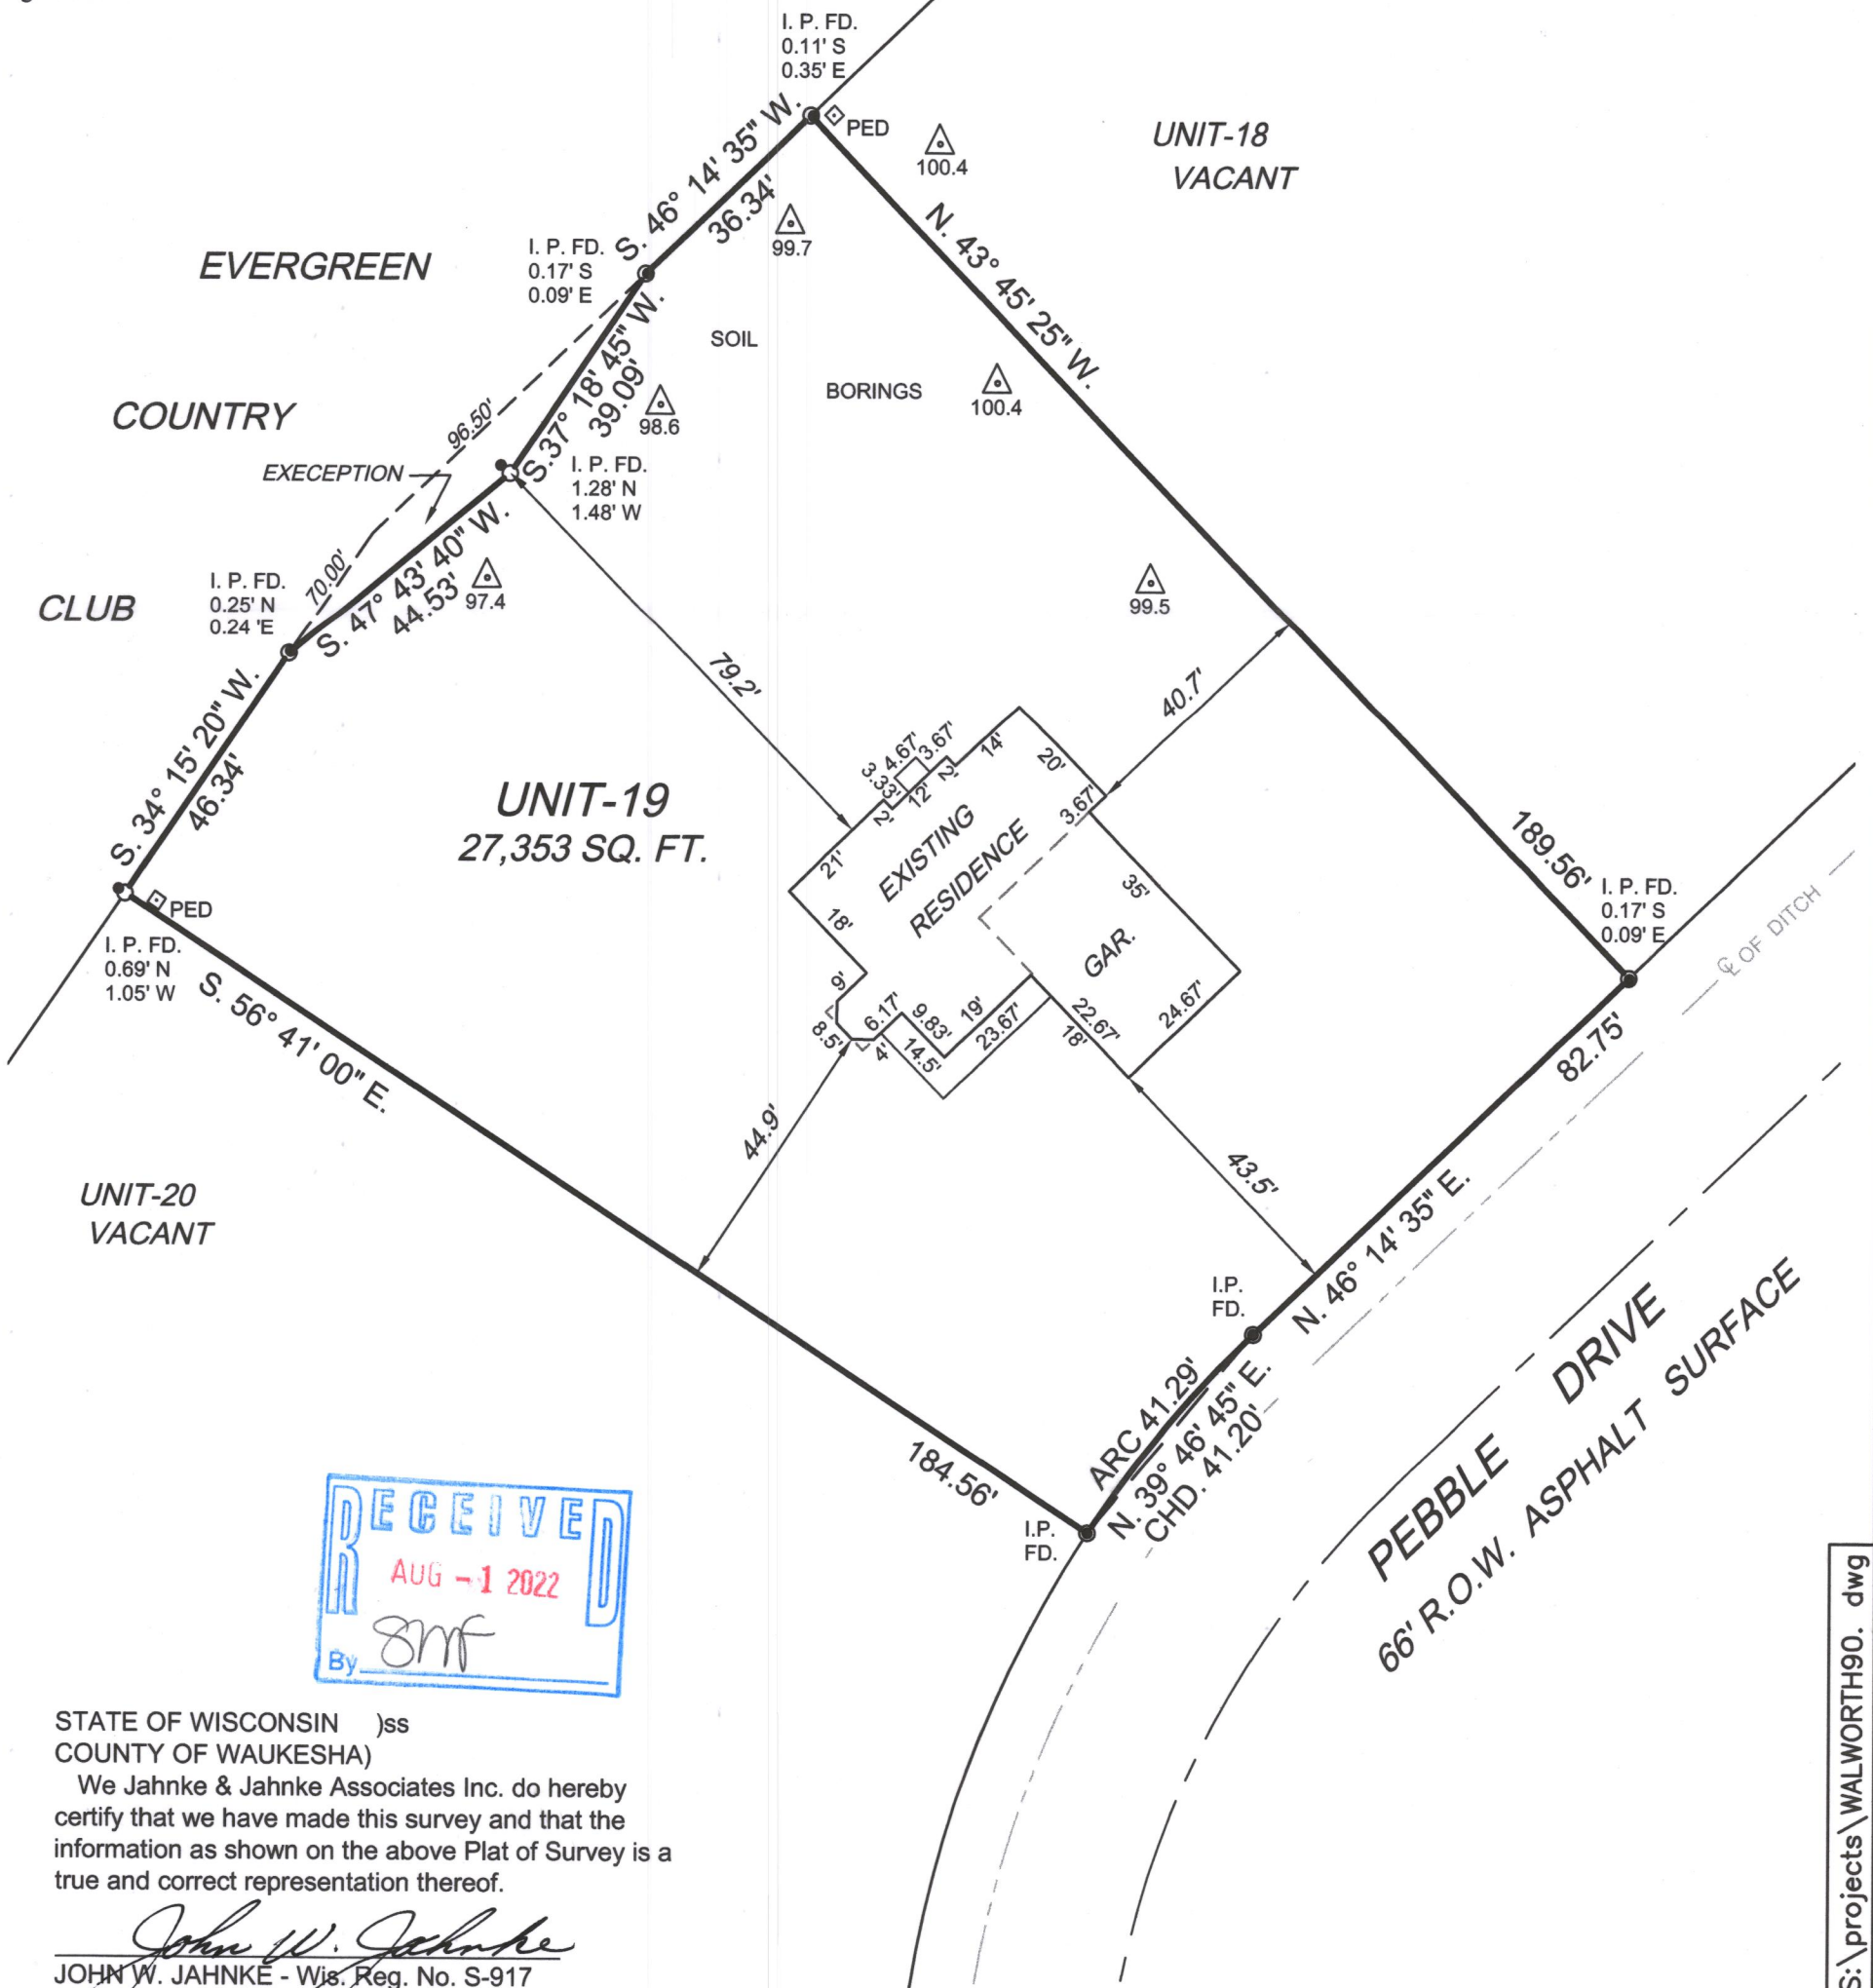 I. P. FD.
0.11' S
0.35' E
PED
100.4
UNIT-18
VACANT
S. 46° 14' 35" W.
36.34'
99.7
N. 43° 45' 25" W.
189.56'
EVERGREEN
I. P. FD.
0.17' S
0.09' E
SOIL
BORINGS
100.4
S.37° 18' 45" W.
39.09'
98.6
COUNTRY
96.50'
EXECEPTION
I. P. FD.
1.28' N
1.48' W
S. 47° 43' 40" W.
44.53'
97.4
70.00'
CLUB
I. P. FD.
0.25' N
0.24 'E
99.5
79.2'
40.7'
S. 34° 15' 20" W.
46.34'
UNIT-19
27,353 SQ. FT.
3.33'
4.67'
3.67'
2'
12'
2'
14'
20'
3.67'
21'
EXISTING
RESIDENCE
35'
18'
GAR.
9'
8.5'
4'
6.17'
9.83'
14.5'
19'
23.67'
22.67'
18'
24.67'
I. P. FD.
0.17' S
0.09' E
℄ OF DITCH
82.75'
N. 46° 14' 35" E.
PED
I. P. FD.
0.69' N
1.05' W
S. 56° 41' 00" E.
184.56'
44.9'
43.5'
UNIT-20
VACANT
I.P.
FD.
ARC 41.29'
N. 39° 46' 45" E.
CHD. 41.20'
I.P.
FD.
PEBBLE DRIVE
66' R.O.W. ASPHALT SURFACE
RECEIVED
AUG -1 2022
By SMF
STATE OF WISCONSIN )ss
COUNTY OF WAUKESHA)
We Jahnke & Jahnke Associates Inc. do hereby
certify that we have made this survey and that the
information as shown on the above Plat of Survey is a
true and correct representation thereof.
John W. Jahnke
JOHN W. JAHNKE - Wis. Reg. No. S-917
S:\projects\WALWORTH90. dwg